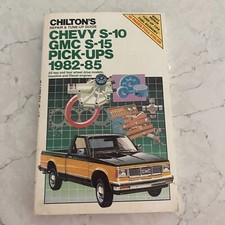 CHILTON'S
REPAIR & TUNE-UP GUIDE
CHEVY S-10
GMC S-15
PICK-UPS
1982-85
All two and four wheel drive models,
gasoline and diesel engines
GMC